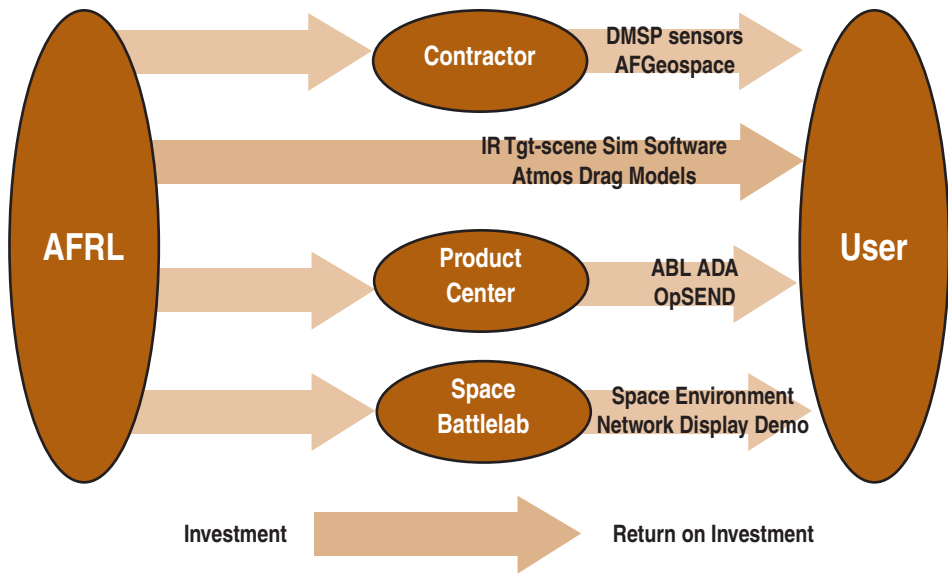 DMSP sensors
AFGeospace
Contractor
IR Tgt-scene Sim Software
Atmos Drag Models
AFRL
User
Product
Center
ABL ADA
OpSEND
Space
Battlelab
Space Environment
Network Display Demo
Investment
Return on Investment